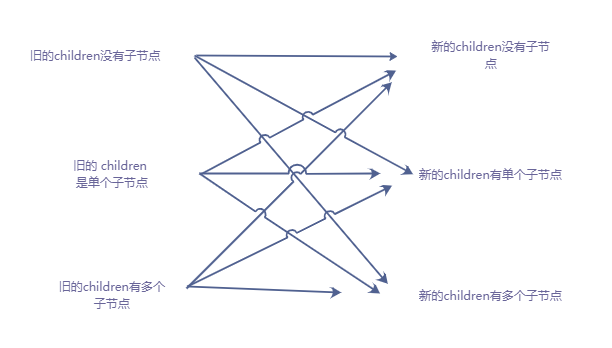 旧的children没有子节点
新的children没有子节
点
旧的 children
是单个子节点
新的children有单个子节点
旧的children有多个
子节点
新的children有多个子节点